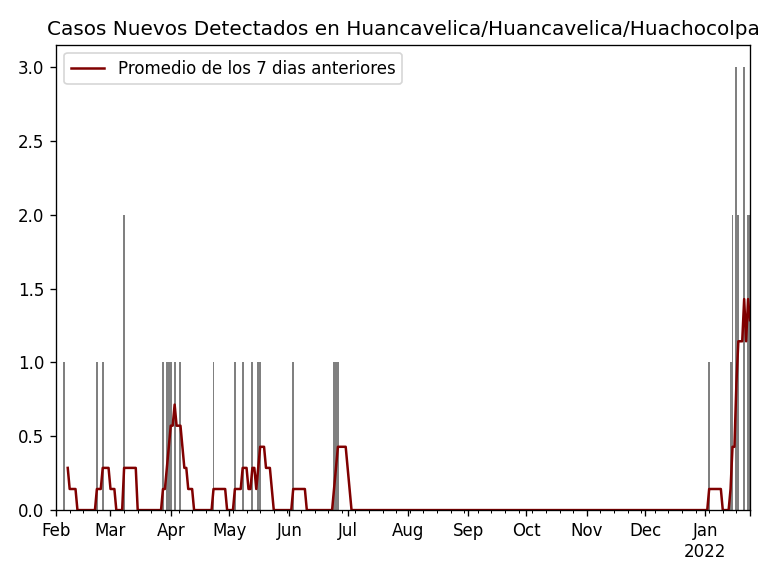 Casos Nuevos Detectados en Huancavelica/Huancavelica/Huachocolpa
Promedio de los 7 dias anteriores
3.0
2.5
2.0
1.5
1.0
0.5
0.0
Feb Mar Apr May Jun Jul Aug Sep Oct Nov Dec Jan
2022